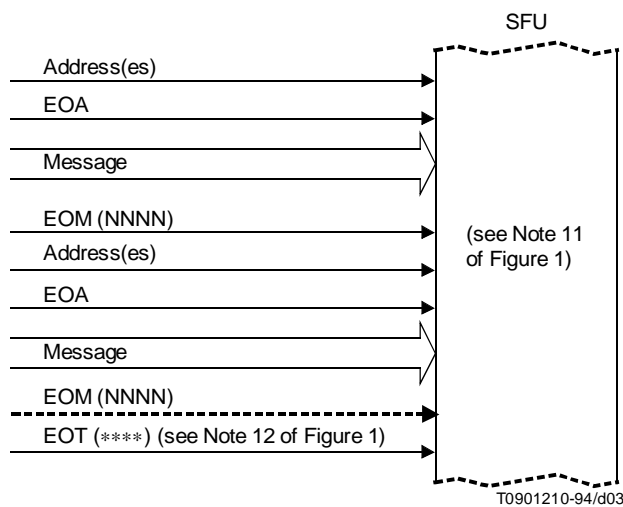 SFU
Address(es)
EOA
Message
EOM (NNNN)
Address(es)
EOA
Message
EOM (NNNN)
EOT (****) (see Note 12 of Figure 1)
(see Note 11
of Figure 1)
T0901210-94/d03